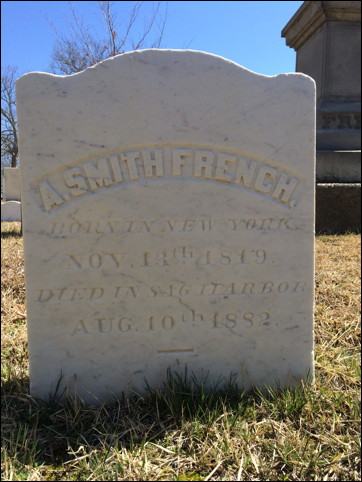 A. SMITH FRENCH.
BORN IN NEW YORK
NOV. 13th 1849.
DIED IN SAG HARBOR
AUG. 10th 1882.